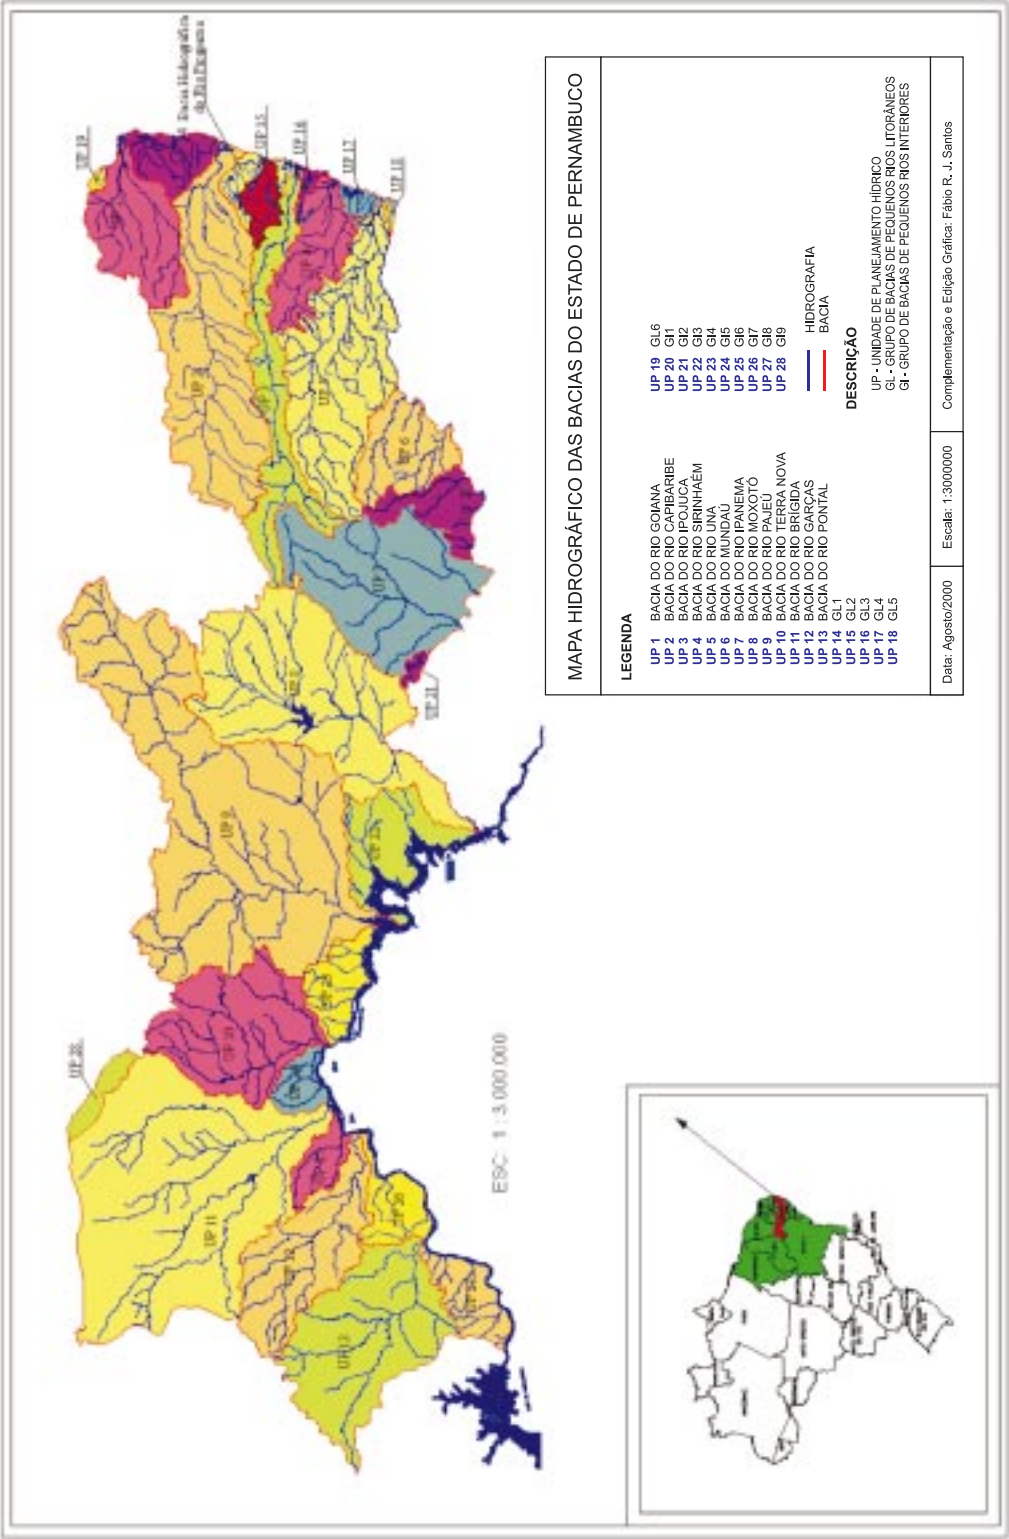 MAPA HIDROGRÁFICO DAS BACIAS DO ESTADO DE PERNAMBUCO
LEGENDA
UP 1 BACIA DO RIO GOIANA
UP 2 BACIA DO RIO CAPIBARIBE
UP 3 BACIA DO RIO IPOJUCA
UP 4 BACIA DO RIO SIRINHAÉM
UP 5 BACIA DO RIO UNA
UP 6 BACIA DO MUNDAÚ
UP 7 BACIA DO RIO IPANEMA
UP 8 BACIA DO RIO MOXOTÓ
UP 9 BACIA DO RIO PAJEÚ
UP 10 BACIA DO RIO TERRA NOVA
UP 11 BACIA DO RIO BRÍGIDA
UP 12 BACIA DO RIO GARÇAS
UP 13 BACIA DO RIO PONTAL
UP 14 GL1
UP 15 GL2
UP 16 GL3
UP 17 GL4
UP 18 GL5
UP 19 GL6
UP 20 GI1
UP 21 GI2
UP 22 GI3
UP 23 GI4
UP 24 GI5
UP 25 GI6
UP 26 GI7
UP 27 GI8
UP 28 GI9
HIDROGRAFIA
BACIA
DESCRIÇÃO
UP - UNIDADE DE PLANEJAMENTO HÍDRICO
GL - GRUPO DE BACIAS DE PEQUENOS RIOS LITORÂNEOS
GI - GRUPO DE BACIAS DE PEQUENOS RIOS INTERIORES
Data: Agosto/2000
Escala: 1:3000000
Complementação e Edição Gráfica: Fábio R. J. Santos
ESC 1 : 3.000.000
UP 19
Bacia Hidrográfica
UP 15
UP 16
UP 17
UP 18
UP 6
UP 21
UP 9
UP 11
UP 13